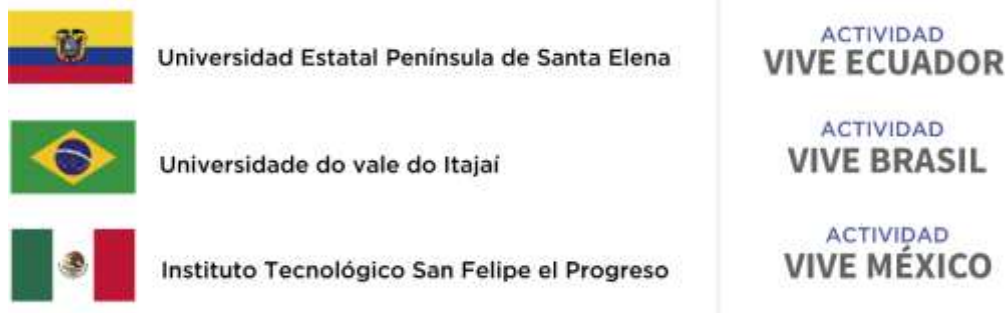 Universidad Estatal Península de Santa Elena
ACTIVIDAD
VIVE ECUADOR
Universidade do vale do Itajaí
ACTIVIDAD
VIVE BRASIL
Instituto Tecnológico San Felipe el Progreso
ACTIVIDAD
VIVE MÉXICO